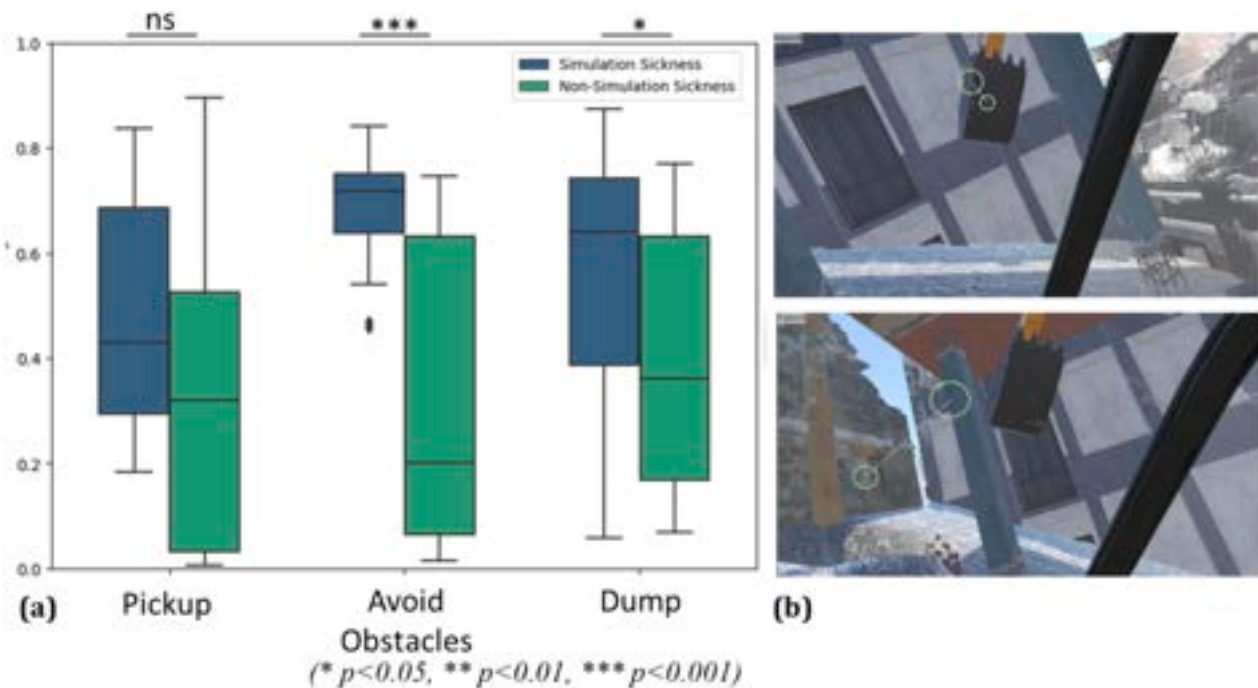 ns
***
*
1.0
Simulation Sickness
Non-Simulation Sickness
0.8
0.6
0.4
0.2
0.0
(a)
Pickup
Avoid
Obstacles
Dump
(b)
(* p<0.05, ** p<0.01, *** p<0.001)